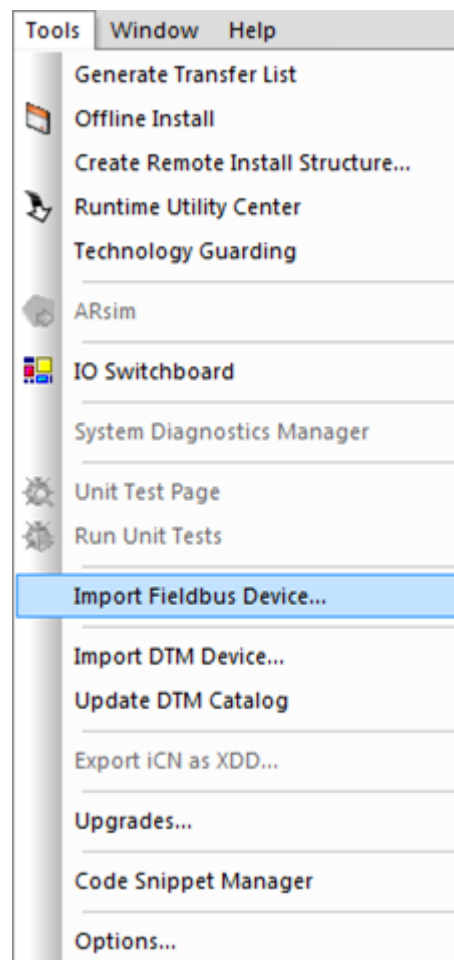 Tools Window Help
Generate Transfer List
Offline Install
Create Remote Install Structure...
Runtime Utility Center
Technology Guarding
ARsim
IO Switchboard
System Diagnostics Manager
Unit Test Page
Run Unit Tests
Import Fieldbus Device...
Import DTM Device...
Update DTM Catalog
Export iCN as XDD...
Upgrades...
Code Snippet Manager
Options...